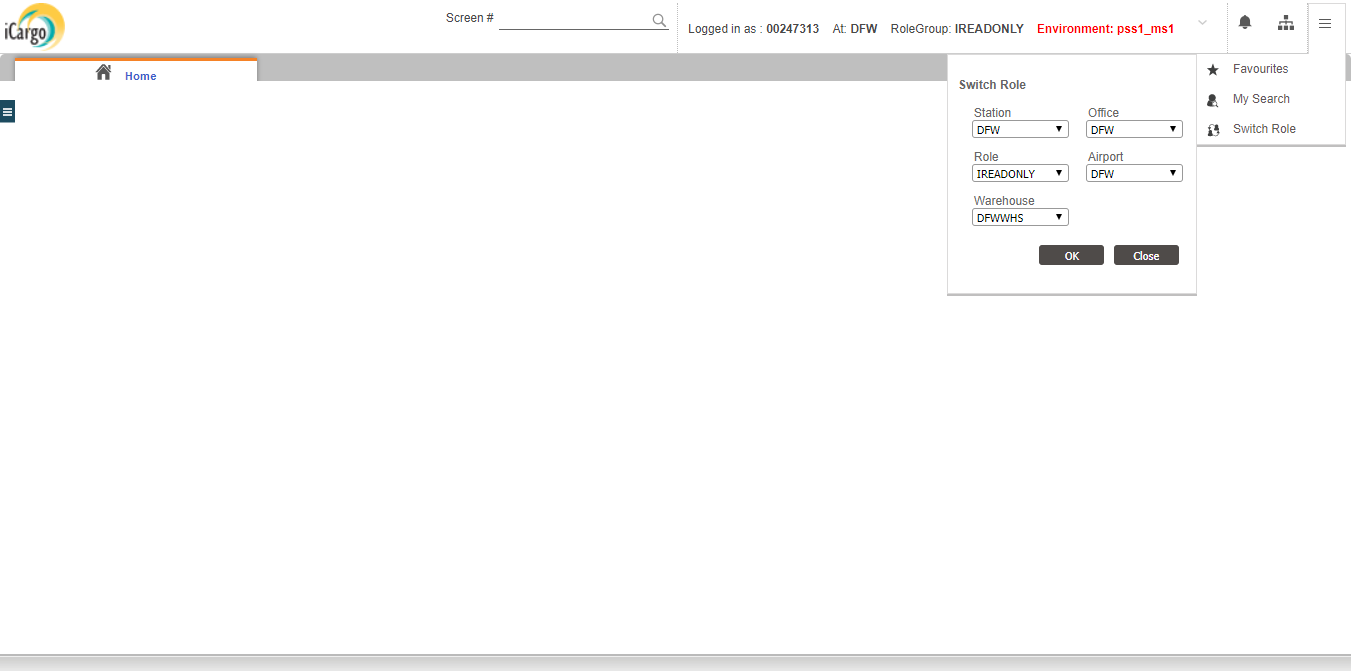 iCargo
Screen #
Logged in as : 00247313 At: DFW RoleGroup: IREADONLY Environment: pss1_ms1
Home
Favourites
My Search
Switch Role
Switch Role
Station Office
DFW DFW
Role Airport
IREADONLY DFW
Warehouse
DFWWHS
OK Close